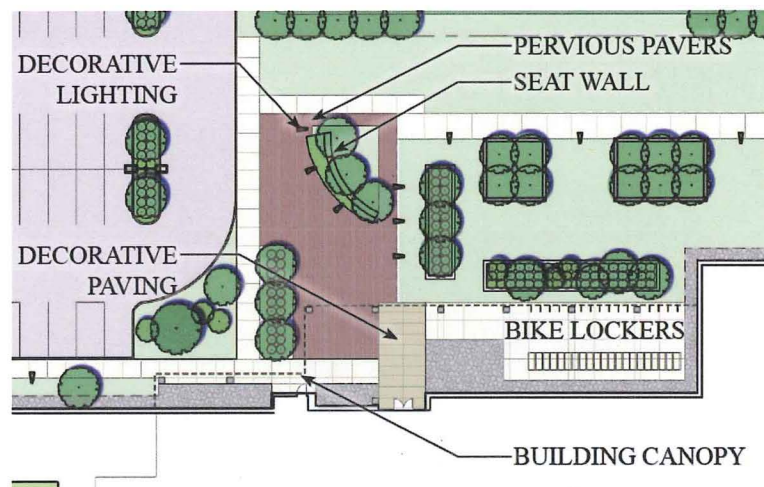 PERVIOUS PAVERS
DECORATIVE
LIGHTING
SEAT WALL
DECORATIVE
PAVING
BIKE LOCKERS
BUILDING CANOPY